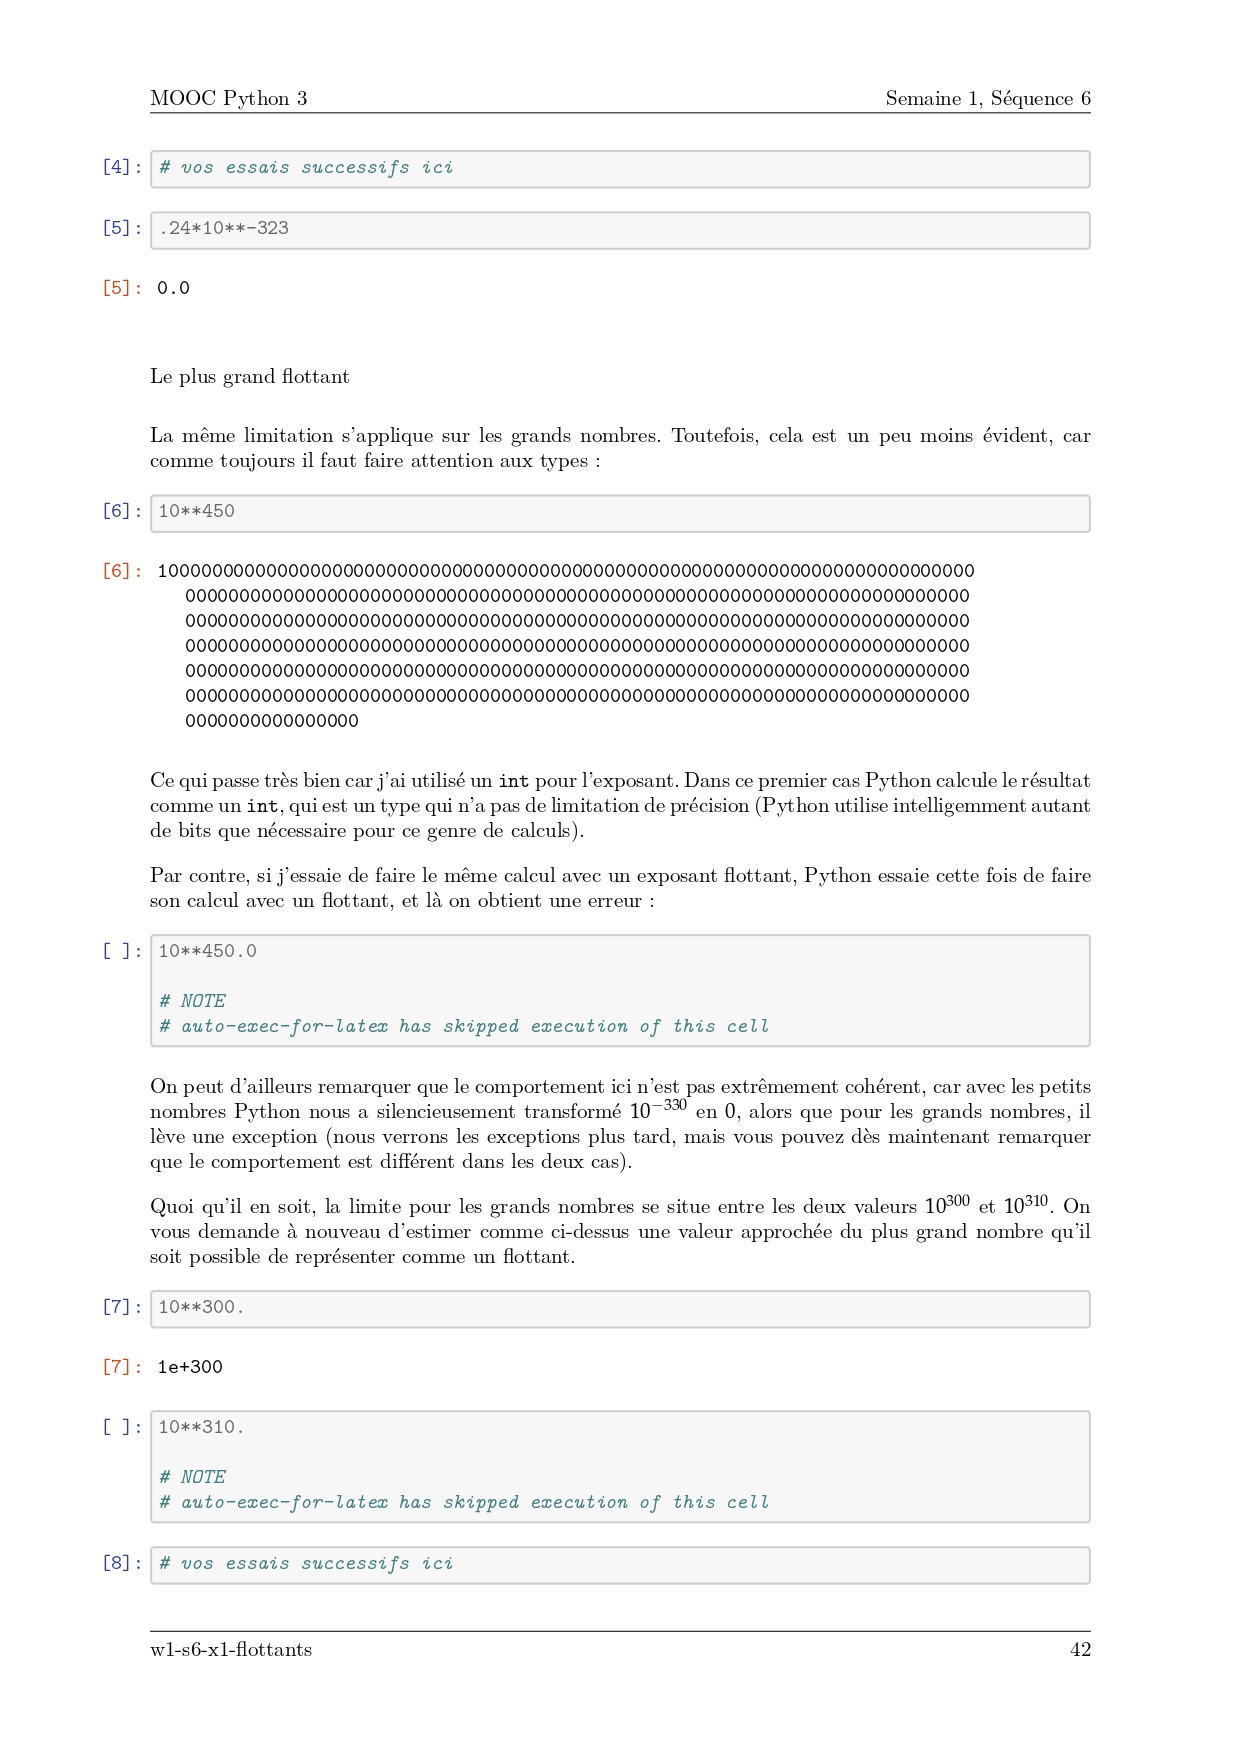 MOOC Python 3 Semaine 1, Séquence 6
[4]: # vos essais successifs ici
[5]: .24*10**-323
[5]: 0.0
Le plus grand flottant
La même limitation s'applique sur les grands nombres. Toutefois, cela est un peu moins évident, car
comme toujours il faut faire attention aux types :
[6]: 10**450
[6]: 100000000000000000000000000000000000000000000000000000000000000000000000000
000000000000000000000000000000000000000000000000000000000000000000000000
000000000000000000000000000000000000000000000000000000000000000000000000
000000000000000000000000000000000000000000000000000000000000000000000000
000000000000000000000000000000000000000000000000000000000000000000000000
000000000000000000000000000000000000000000000000000000000000000000000000
0000000000000000
Ce qui passe très bien car j'ai utilisé un int pour l'exposant. Dans ce premier cas Python calcule le résultat
comme un int, qui est un type qui n'a pas de limitation de précision (Python utilise intelligemment autant
de bits que nécessaire pour ce genre de calculs).
Par contre, si j'essaie de faire le même calcul avec un exposant flottant, Python essaie cette fois de faire
son calcul avec un flottant, et là on obtient une erreur :
[ ]: 10**450.0
# NOTE
# auto-exec-for-latex has skipped execution of this cell
On peut d'ailleurs remarquer que le comportement ici n'est pas extrêmement cohérent, car avec les petits
nombres Python nous a silencieusement transformé 10⁻³³⁰ en 0, alors que pour les grands nombres, il
lève une exception (nous verrons les exceptions plus tard, mais vous pouvez dès maintenant remarquer
que le comportement est différent dans les deux cas).
Quoi qu'il en soit, la limite pour les grands nombres se situe entre les deux valeurs 10³⁰⁰ et 10³¹⁰. On
vous demande à nouveau d'estimer comme ci-dessus une valeur approchée du plus grand nombre qu'il
soit possible de représenter comme un flottant.
[7]: 10**300.
[7]: 1e+300
[ ]: 10**310.
# NOTE
# auto-exec-for-latex has skipped execution of this cell
[8]: # vos essais successifs ici
w1-s6-x1-flottants 42